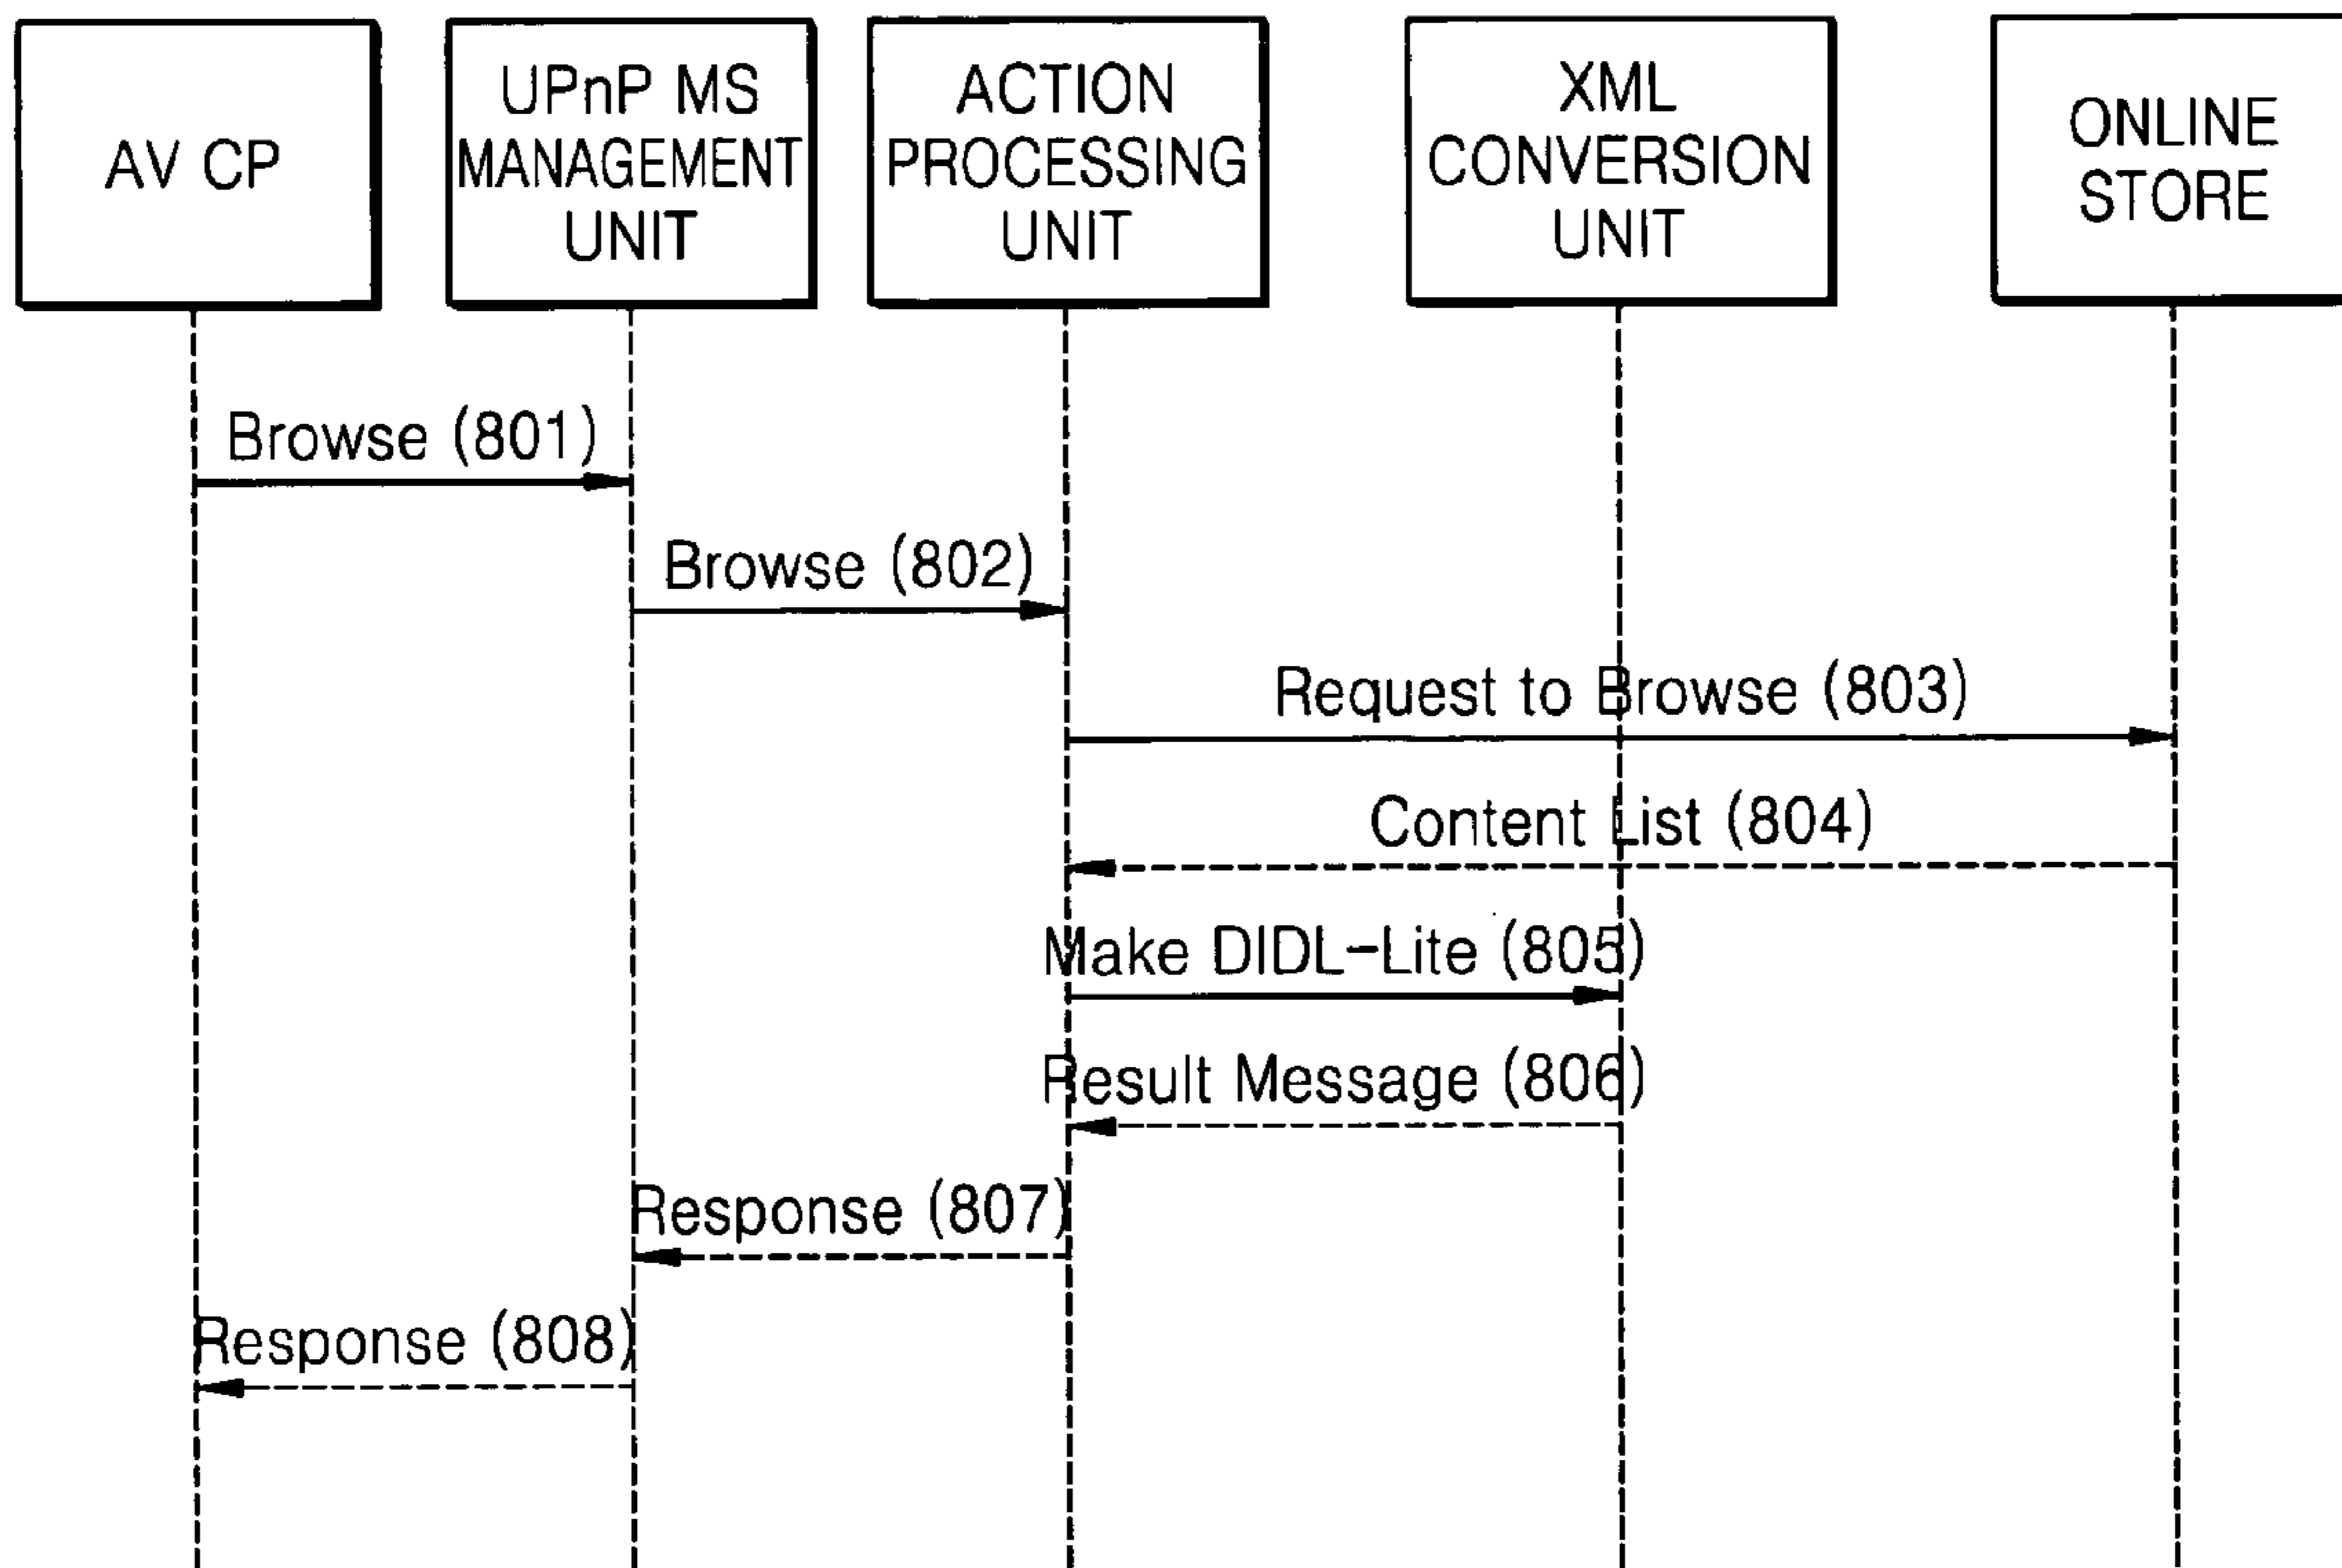 AV CP
UPnP MS
MANAGEMENT
UNIT
ACTION
PROCESSING
UNIT
XML
CONVERSION
UNIT
ONLINE
STORE
Browse (801)
Browse (802)
Request to Browse (803)
Content List (804)
Make DIDL-Lite (805)
Result Message (806)
Response (807)
Response (808)